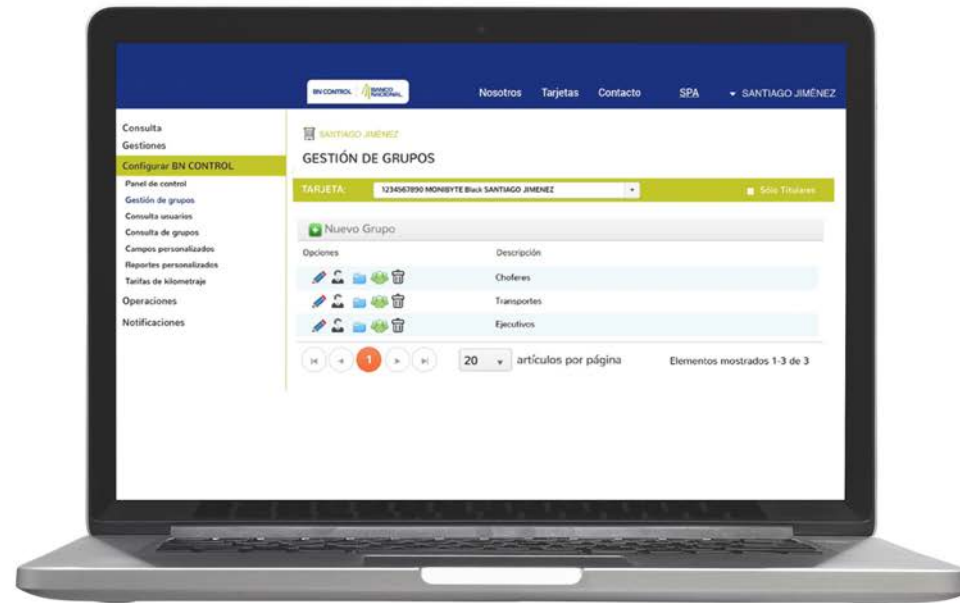 BN CONTROL BANCO NACIONAL Nosotros Tarjetas Contacto SPA SANTIAGO JIMÉNEZ
Consulta
Gestiones
Configurar BN CONTROL
Panel de control
Gestión de grupos
Consulta usuarios
Consulta de grupos
Campos personalizados
Reportes personalizados
Tarifas de kilometraje
Operaciones
Notificaciones
SANTIAGO JIMÉNEZ
GESTIÓN DE GRUPOS
TARJETA: 1234567890 MONIBYTE Black SANTIAGO JIMENEZ Sólo Titulares
Nuevo Grupo
Opciones Descripción
Choferes
Transportes
Ejecutivos
1 20 artículos por página Elementos mostrados 1-3 de 3